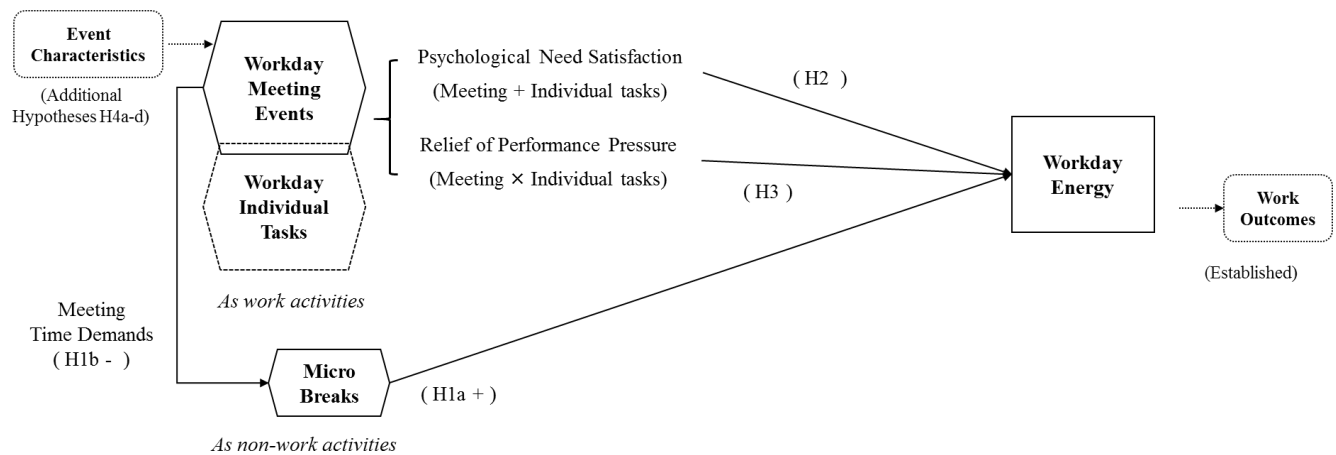 Event
Characteristics
(Additional
Hypotheses H4a-d)
Workday
Meeting
Events
Workday
Individual
Tasks
As work activities
Psychological Need Satisfaction
(Meeting + Individual tasks)
Relief of Performance Pressure
(Meeting × Individual tasks)
( H2 )
( H3 )
Workday
Energy
Work
Outcomes
(Established)
Meeting
Time Demands
( H1b - )
Micro
Breaks
( H1a + )
As non-work activities